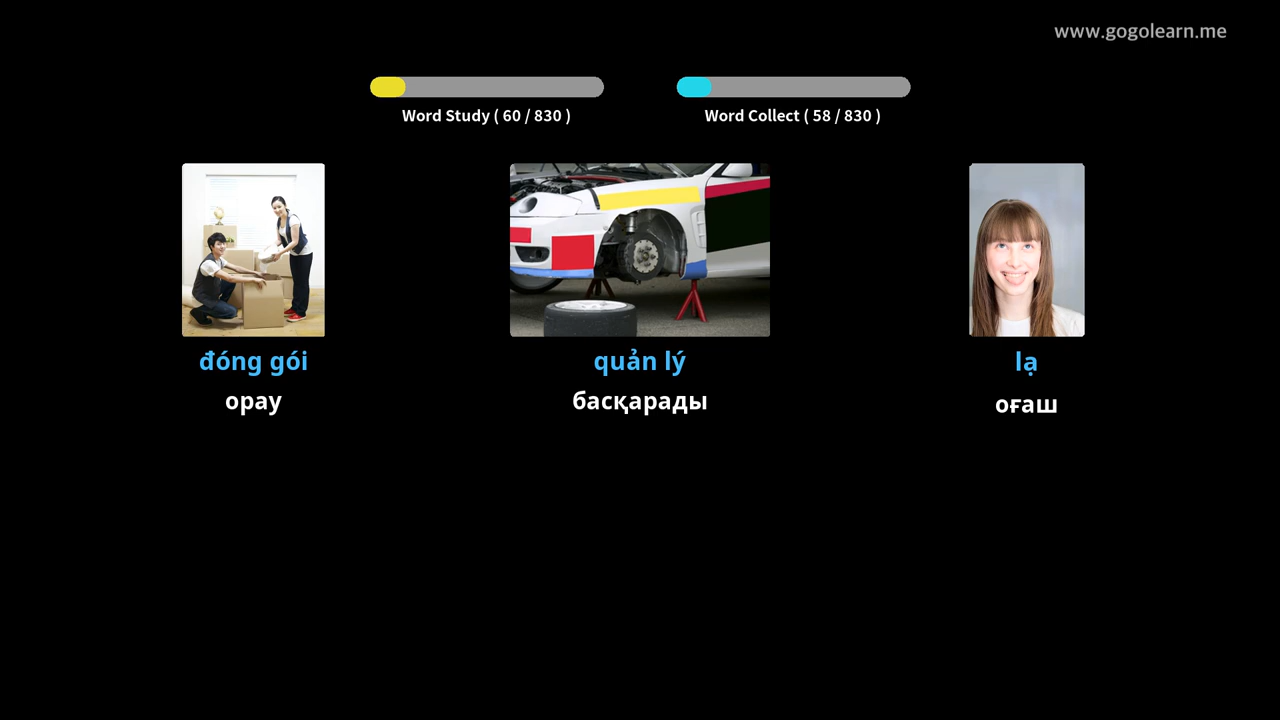 www.gogolearn.me
Word Study ( 60 / 830 )
Word Collect ( 58 / 830 )
đóng gói
орау
quản lý
басқарады
lạ
оғаш